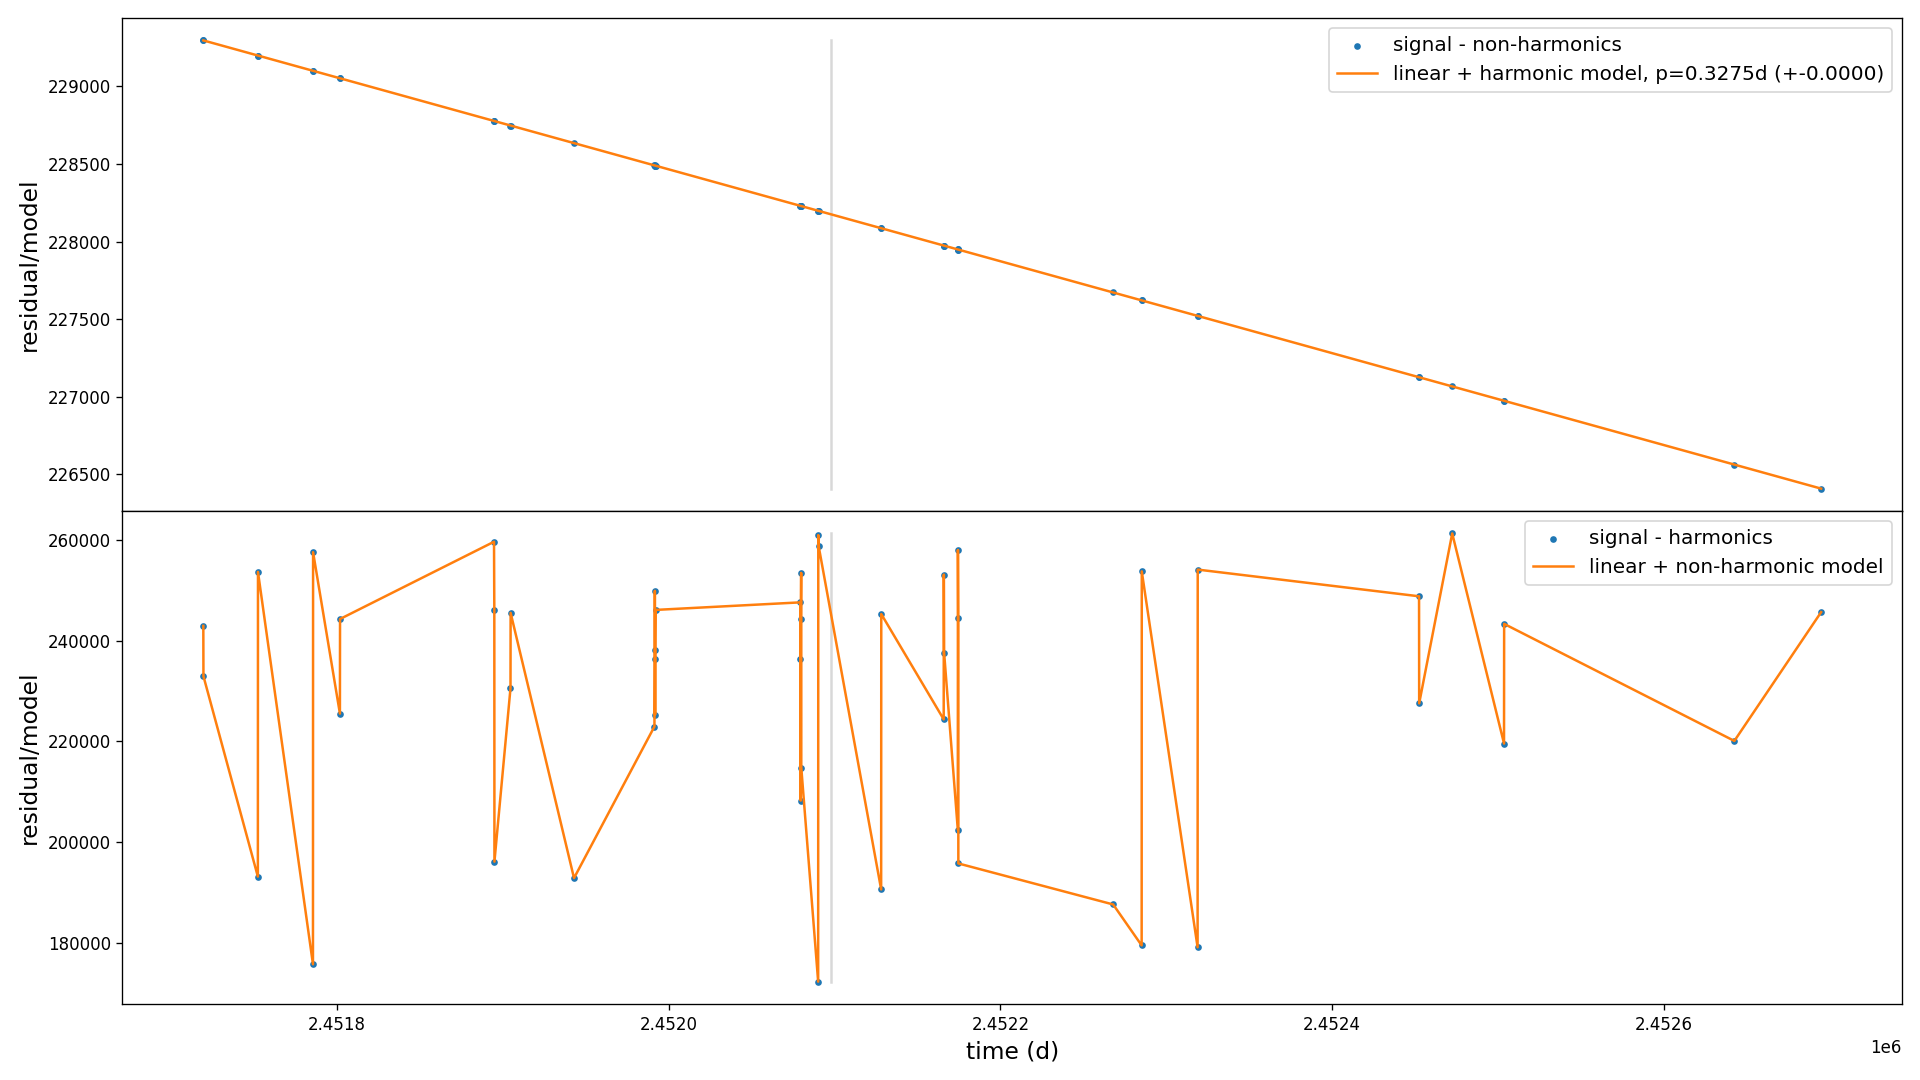 signal - non-harmonics
linear + harmonic model, p=0.3275d (+-0.0000)
229000
228500
228000
227500
227000
226500
residual/model
signal - harmonics
linear + non-harmonic model
260000
240000
220000
200000
180000
residual/model
2.4518
2.4520
2.4522
2.4524
2.4526
time (d)
1e6